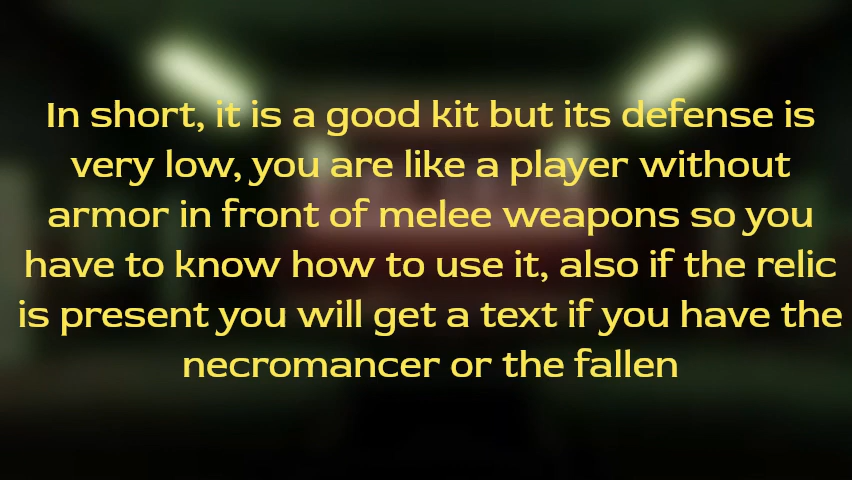 In short, it is a good kit but its defense is
very low, you are like a player without
armor in front of melee weapons so you
have to know how to use it, also if the relic
is present you will get a text if you have the
necromancer or the fallen